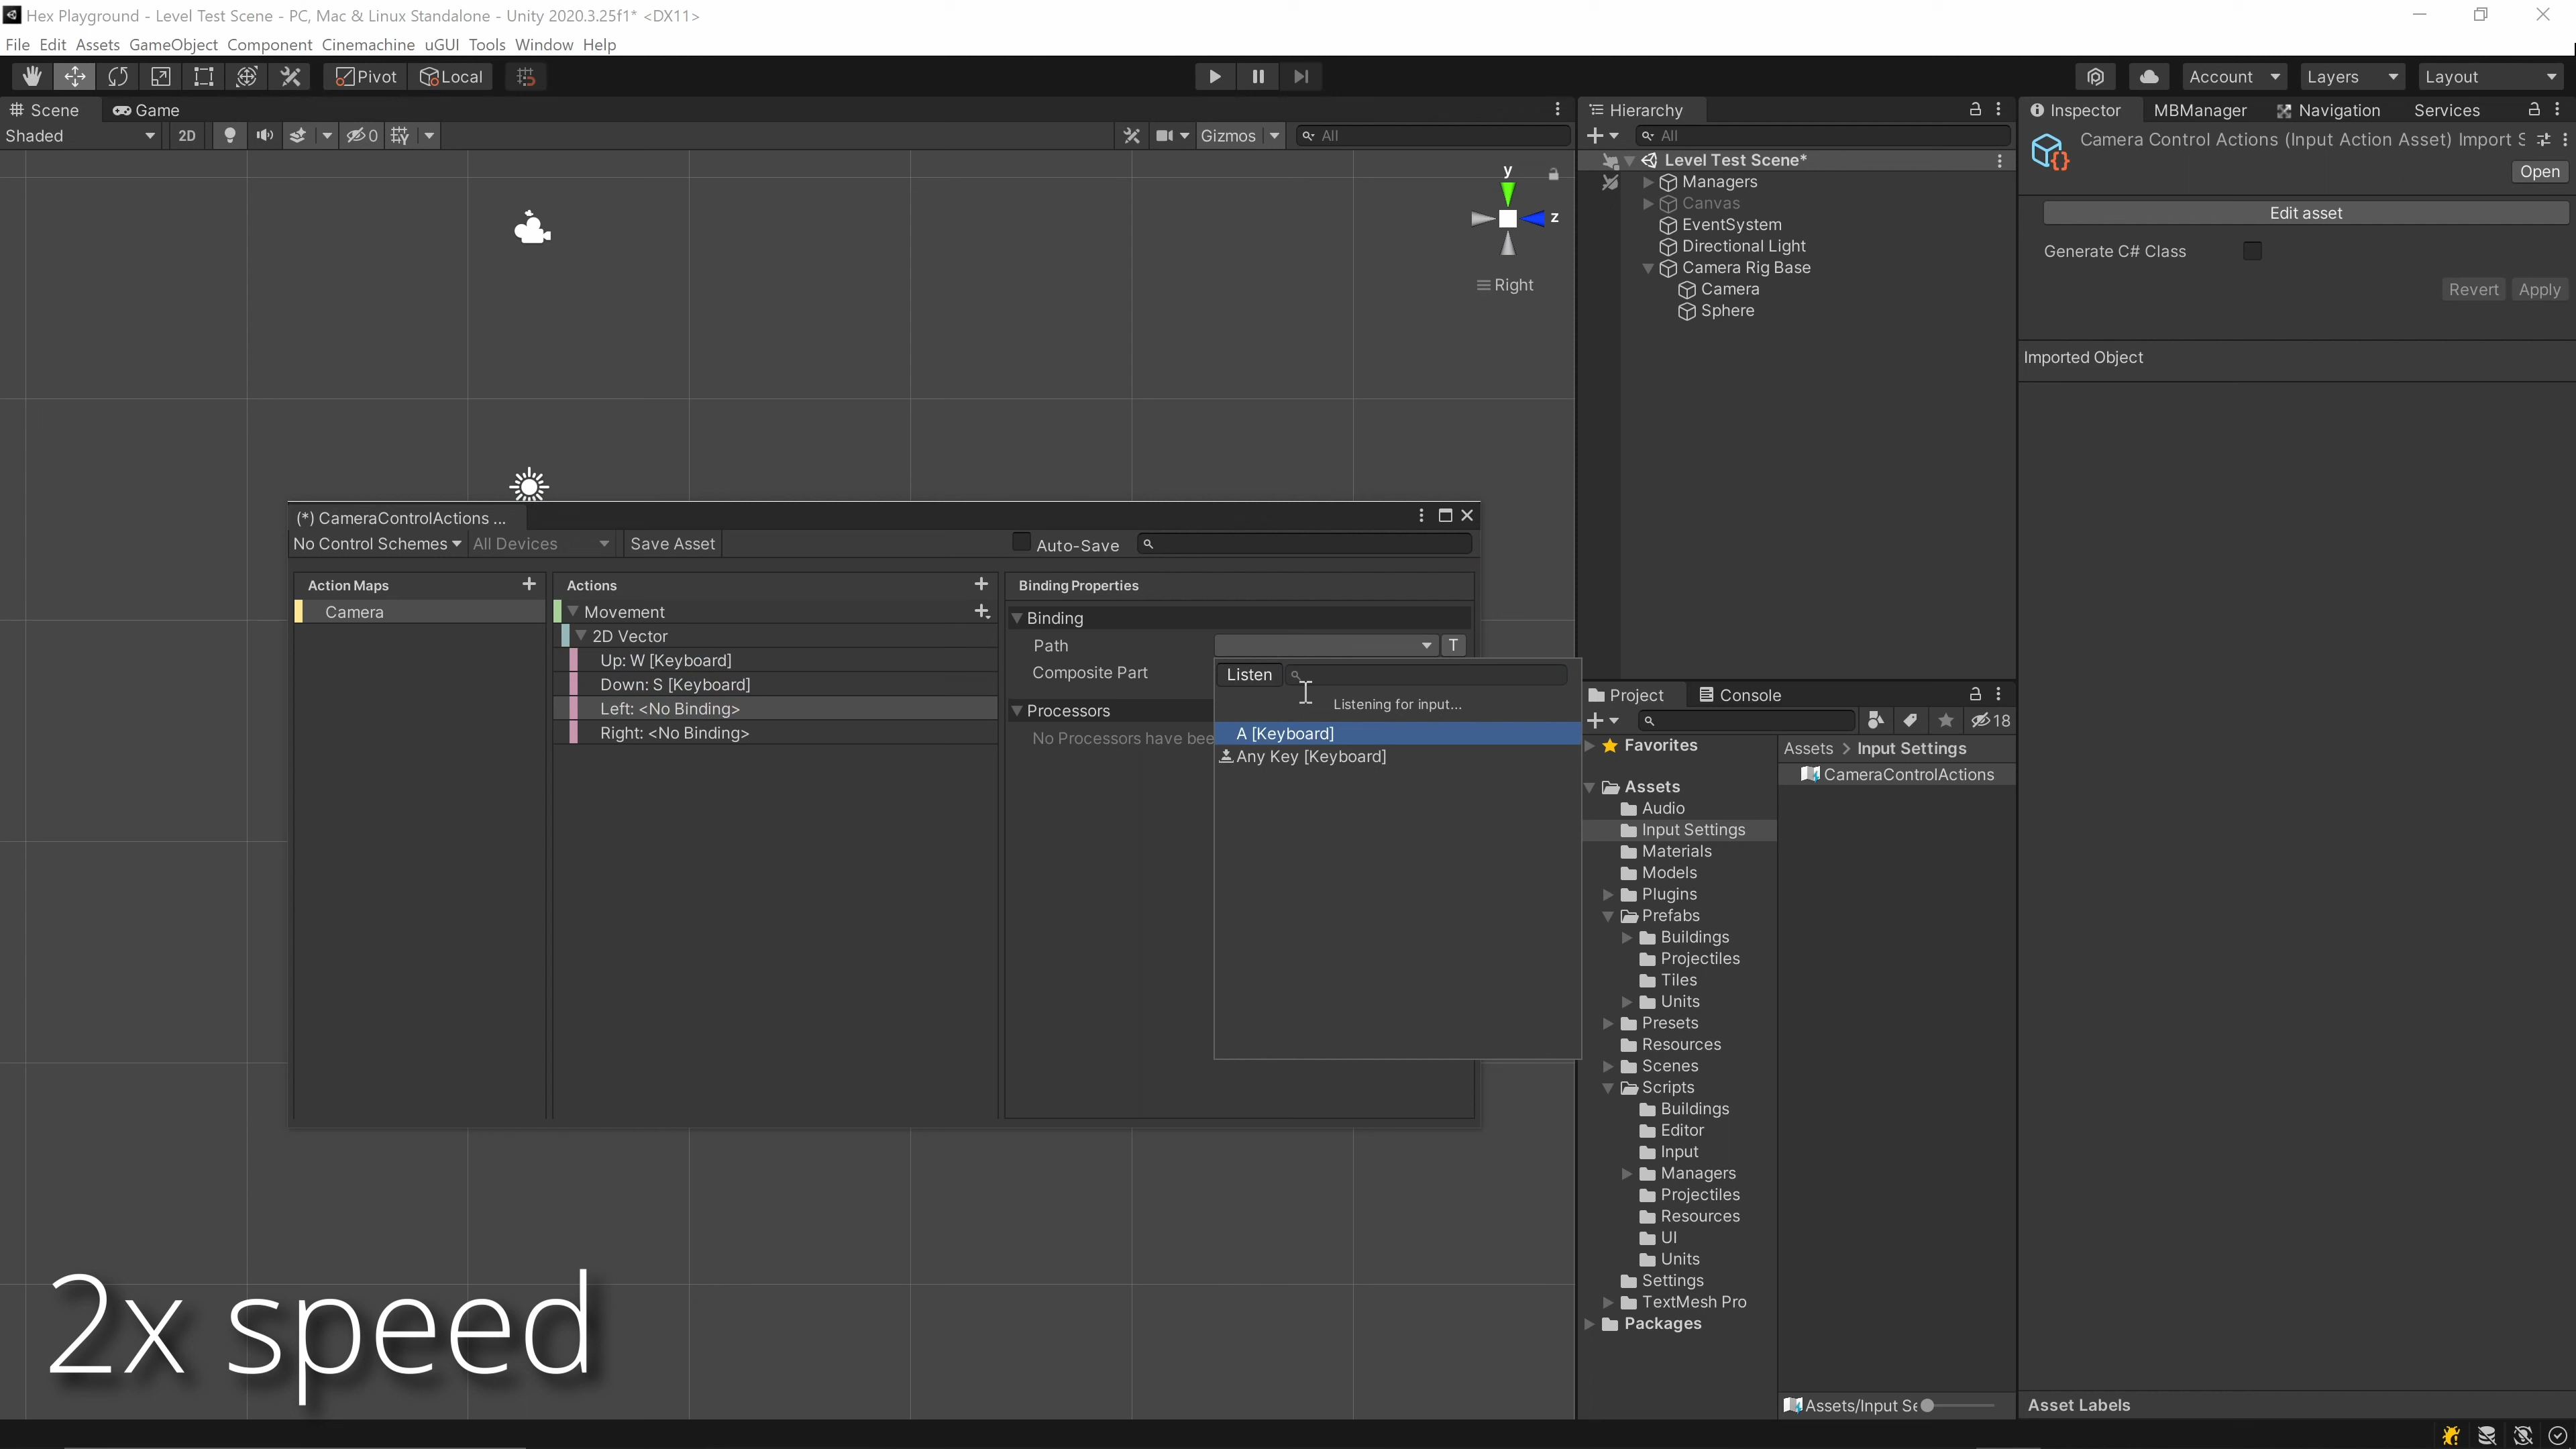 Hex Playground - Level Test Scene - PC, Mac & Linux Standalone - Unity 2020.3.25f1* <DX11>
File Edit Assets GameObject Component Cinemachine uGUI Tools Window Help
Pivot Local
Account Layers Layout
Scene Game
Shaded 2D 0 Gizmos All
y
z
Right
Hierarchy
All
Level Test Scene*
Managers
Canvas
EventSystem
Directional Light
Camera Rig Base
Camera
Sphere
Inspector MBManager Navigation Services
Camera Control Actions (Input Action Asset) Import S
Open
Edit asset
Generate C# Class
Revert Apply
Imported Object
(*) CameraControlActions ...
No Control Schemes All Devices Save Asset Auto-Save
Action Maps
Camera
Actions
Movement
2D Vector
Up: W [Keyboard]
Down: S [Keyboard]
Left: <No Binding>
Right: <No Binding>
Binding Properties
Binding
Path T
Composite Part
Processors
No Processors have bee
Listen
Listening for input...
A [Keyboard]
Any Key [Keyboard]
Project Console
18
Favorites
Assets
Audio
Input Settings
Materials
Models
Plugins
Prefabs
Buildings
Projectiles
Tiles
Units
Presets
Resources
Scenes
Scripts
Buildings
Editor
Input
Managers
Projectiles
Resources
UI
Units
Settings
TextMesh Pro
Packages
Assets > Input Settings
CameraControlActions
Assets/Input Se
Asset Labels
2x speed